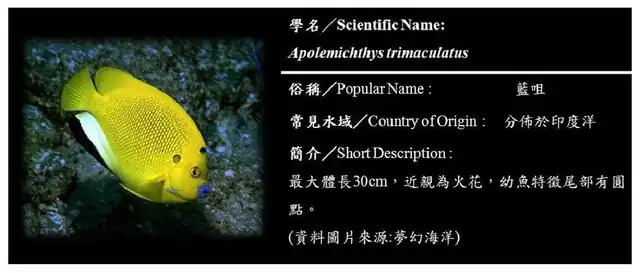 學名／Scientific Name:
Apolemichthys trimaculatus
俗稱／Popular Name : 藍咀
常見水域／Country of Origin : 分佈於印度洋
簡介／Short Description :
最大體長30cm，近親為火花，幼魚特徵尾部有圓
點。
(資料圖片來源:夢幻海洋)